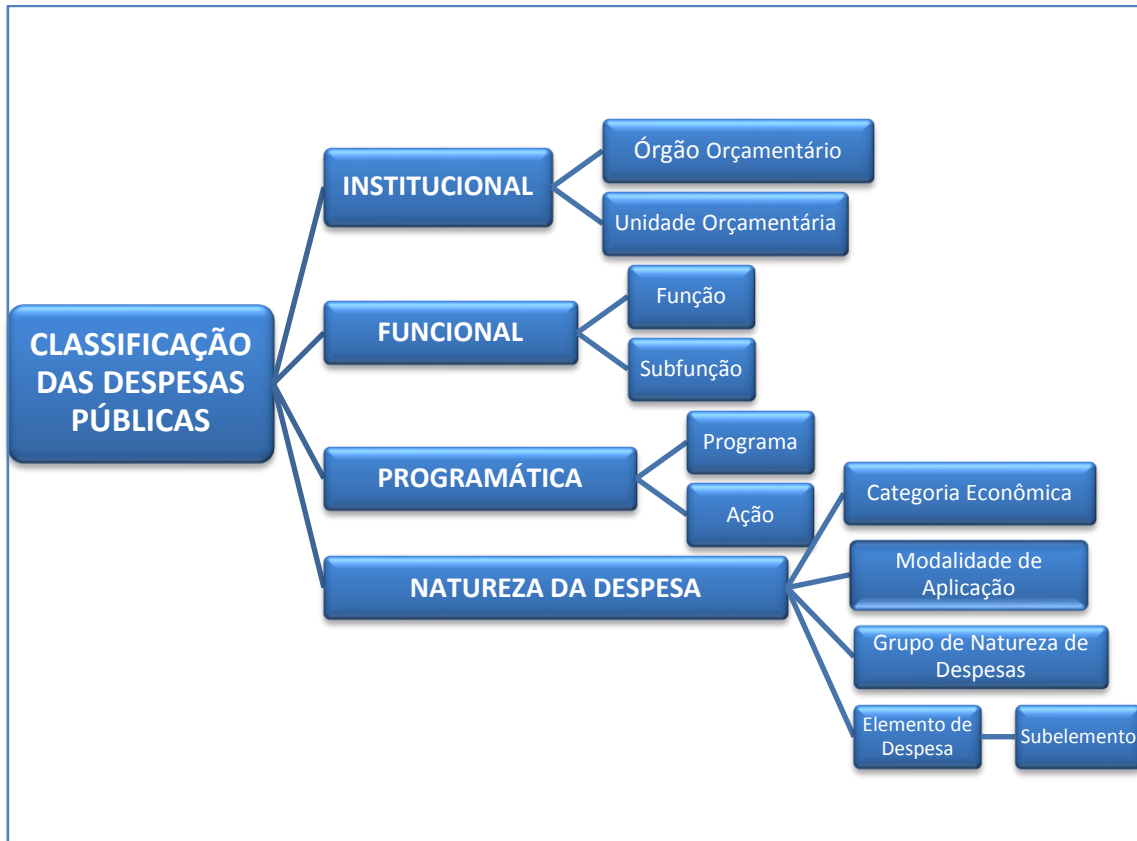 CLASSIFICAÇÃO
DAS DESPESAS
PÚBLICAS
INSTITUCIONAL
Órgão Orçamentário
Unidade Orçamentária
FUNCIONAL
Função
Subfunção
PROGRAMÁTICA
Programa
Ação
NATUREZA DA DESPESA
Categoria Econômica
Modalidade de
Aplicação
Grupo de Natureza de
Despesas
Elemento de
Despesa
Subelemento